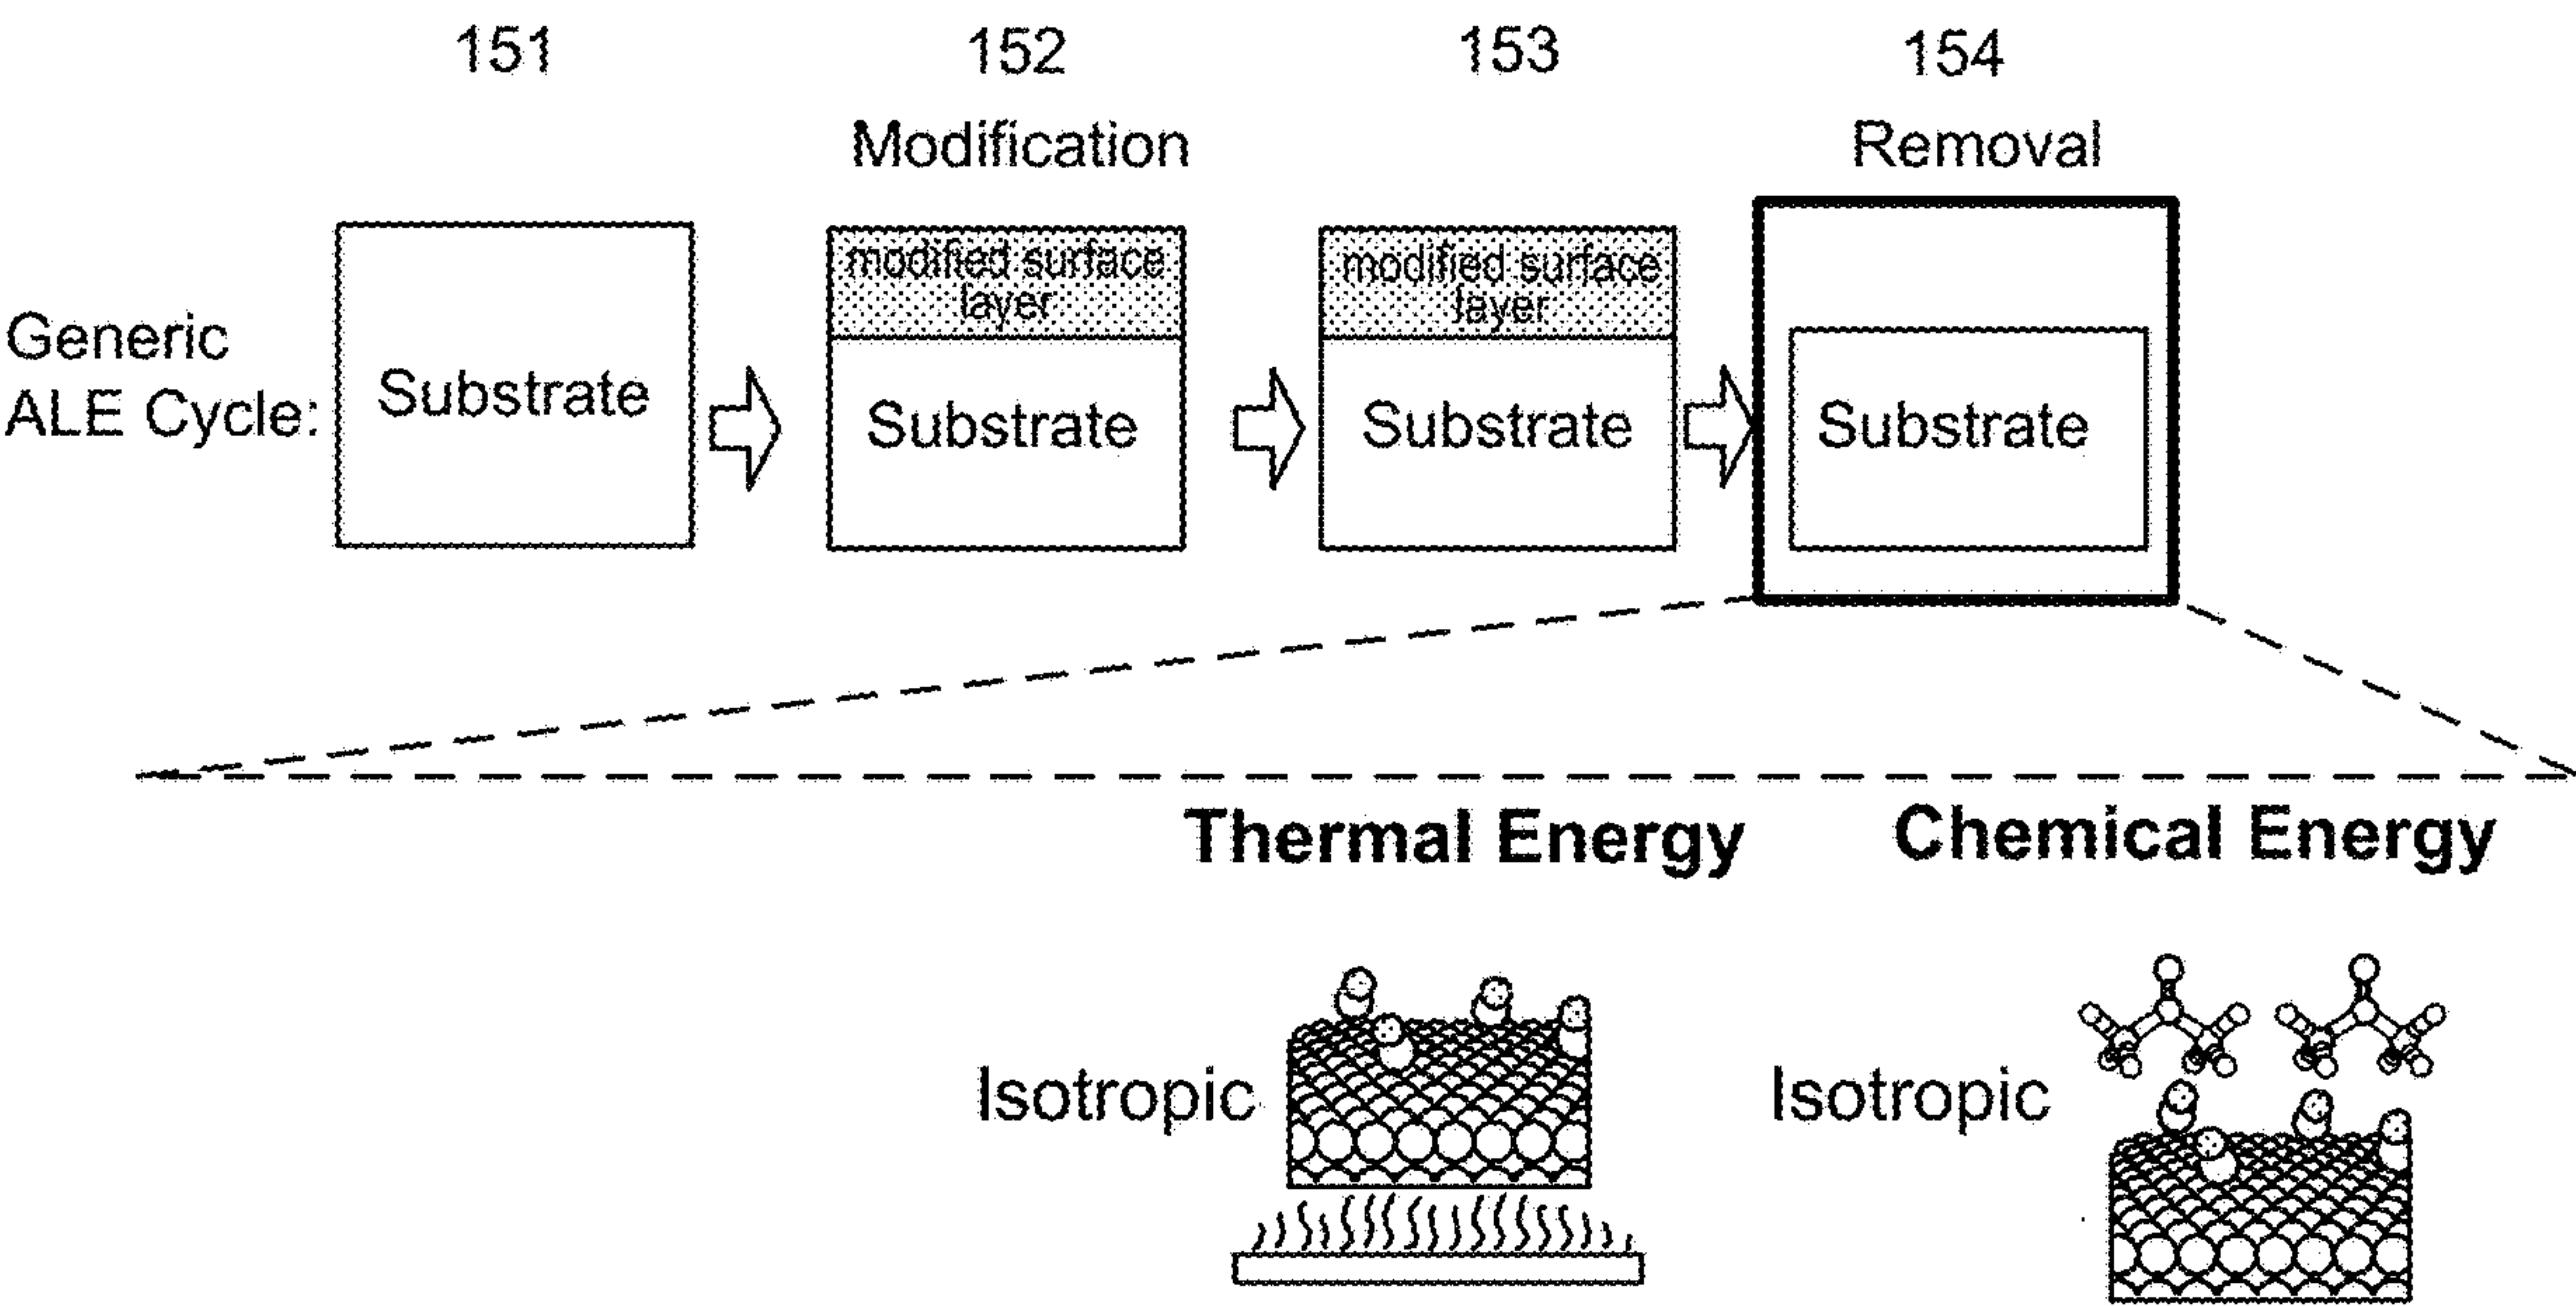 151 152 153 154
Modification Removal
modified surface modified surface
layer layer
Generic
ALE Cycle:
Substrate Substrate Substrate Substrate
Thermal Energy Chemical Energy
Isotropic Isotropic